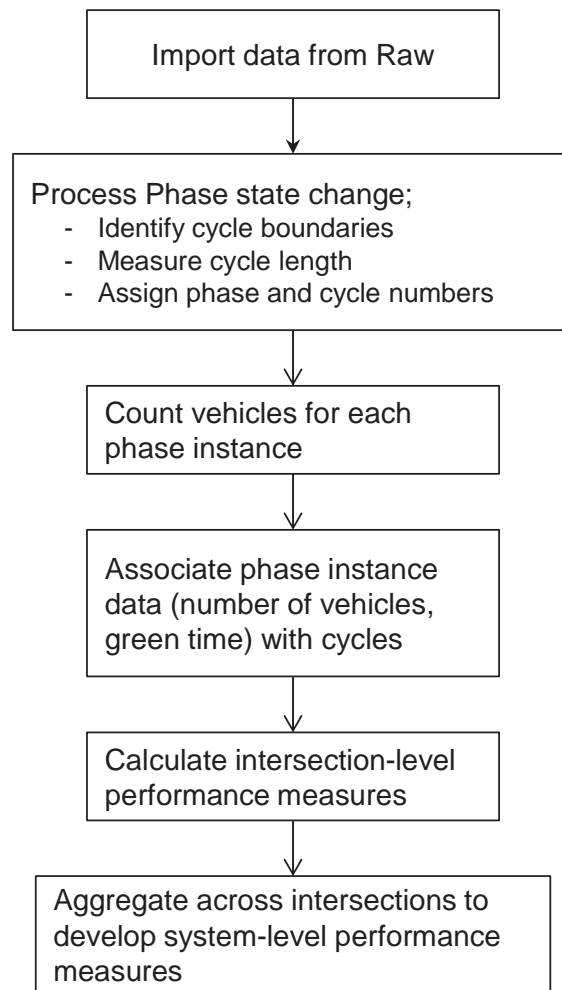 Import data from Raw
Process Phase state change;
- Identify cycle boundaries
- Measure cycle length
- Assign phase and cycle numbers
Count vehicles for each
phase instance
Associate phase instance
data (number of vehicles,
green time) with cycles
Calculate intersection-level
performance measures
Aggregate across intersections to
develop system-level performance
measures